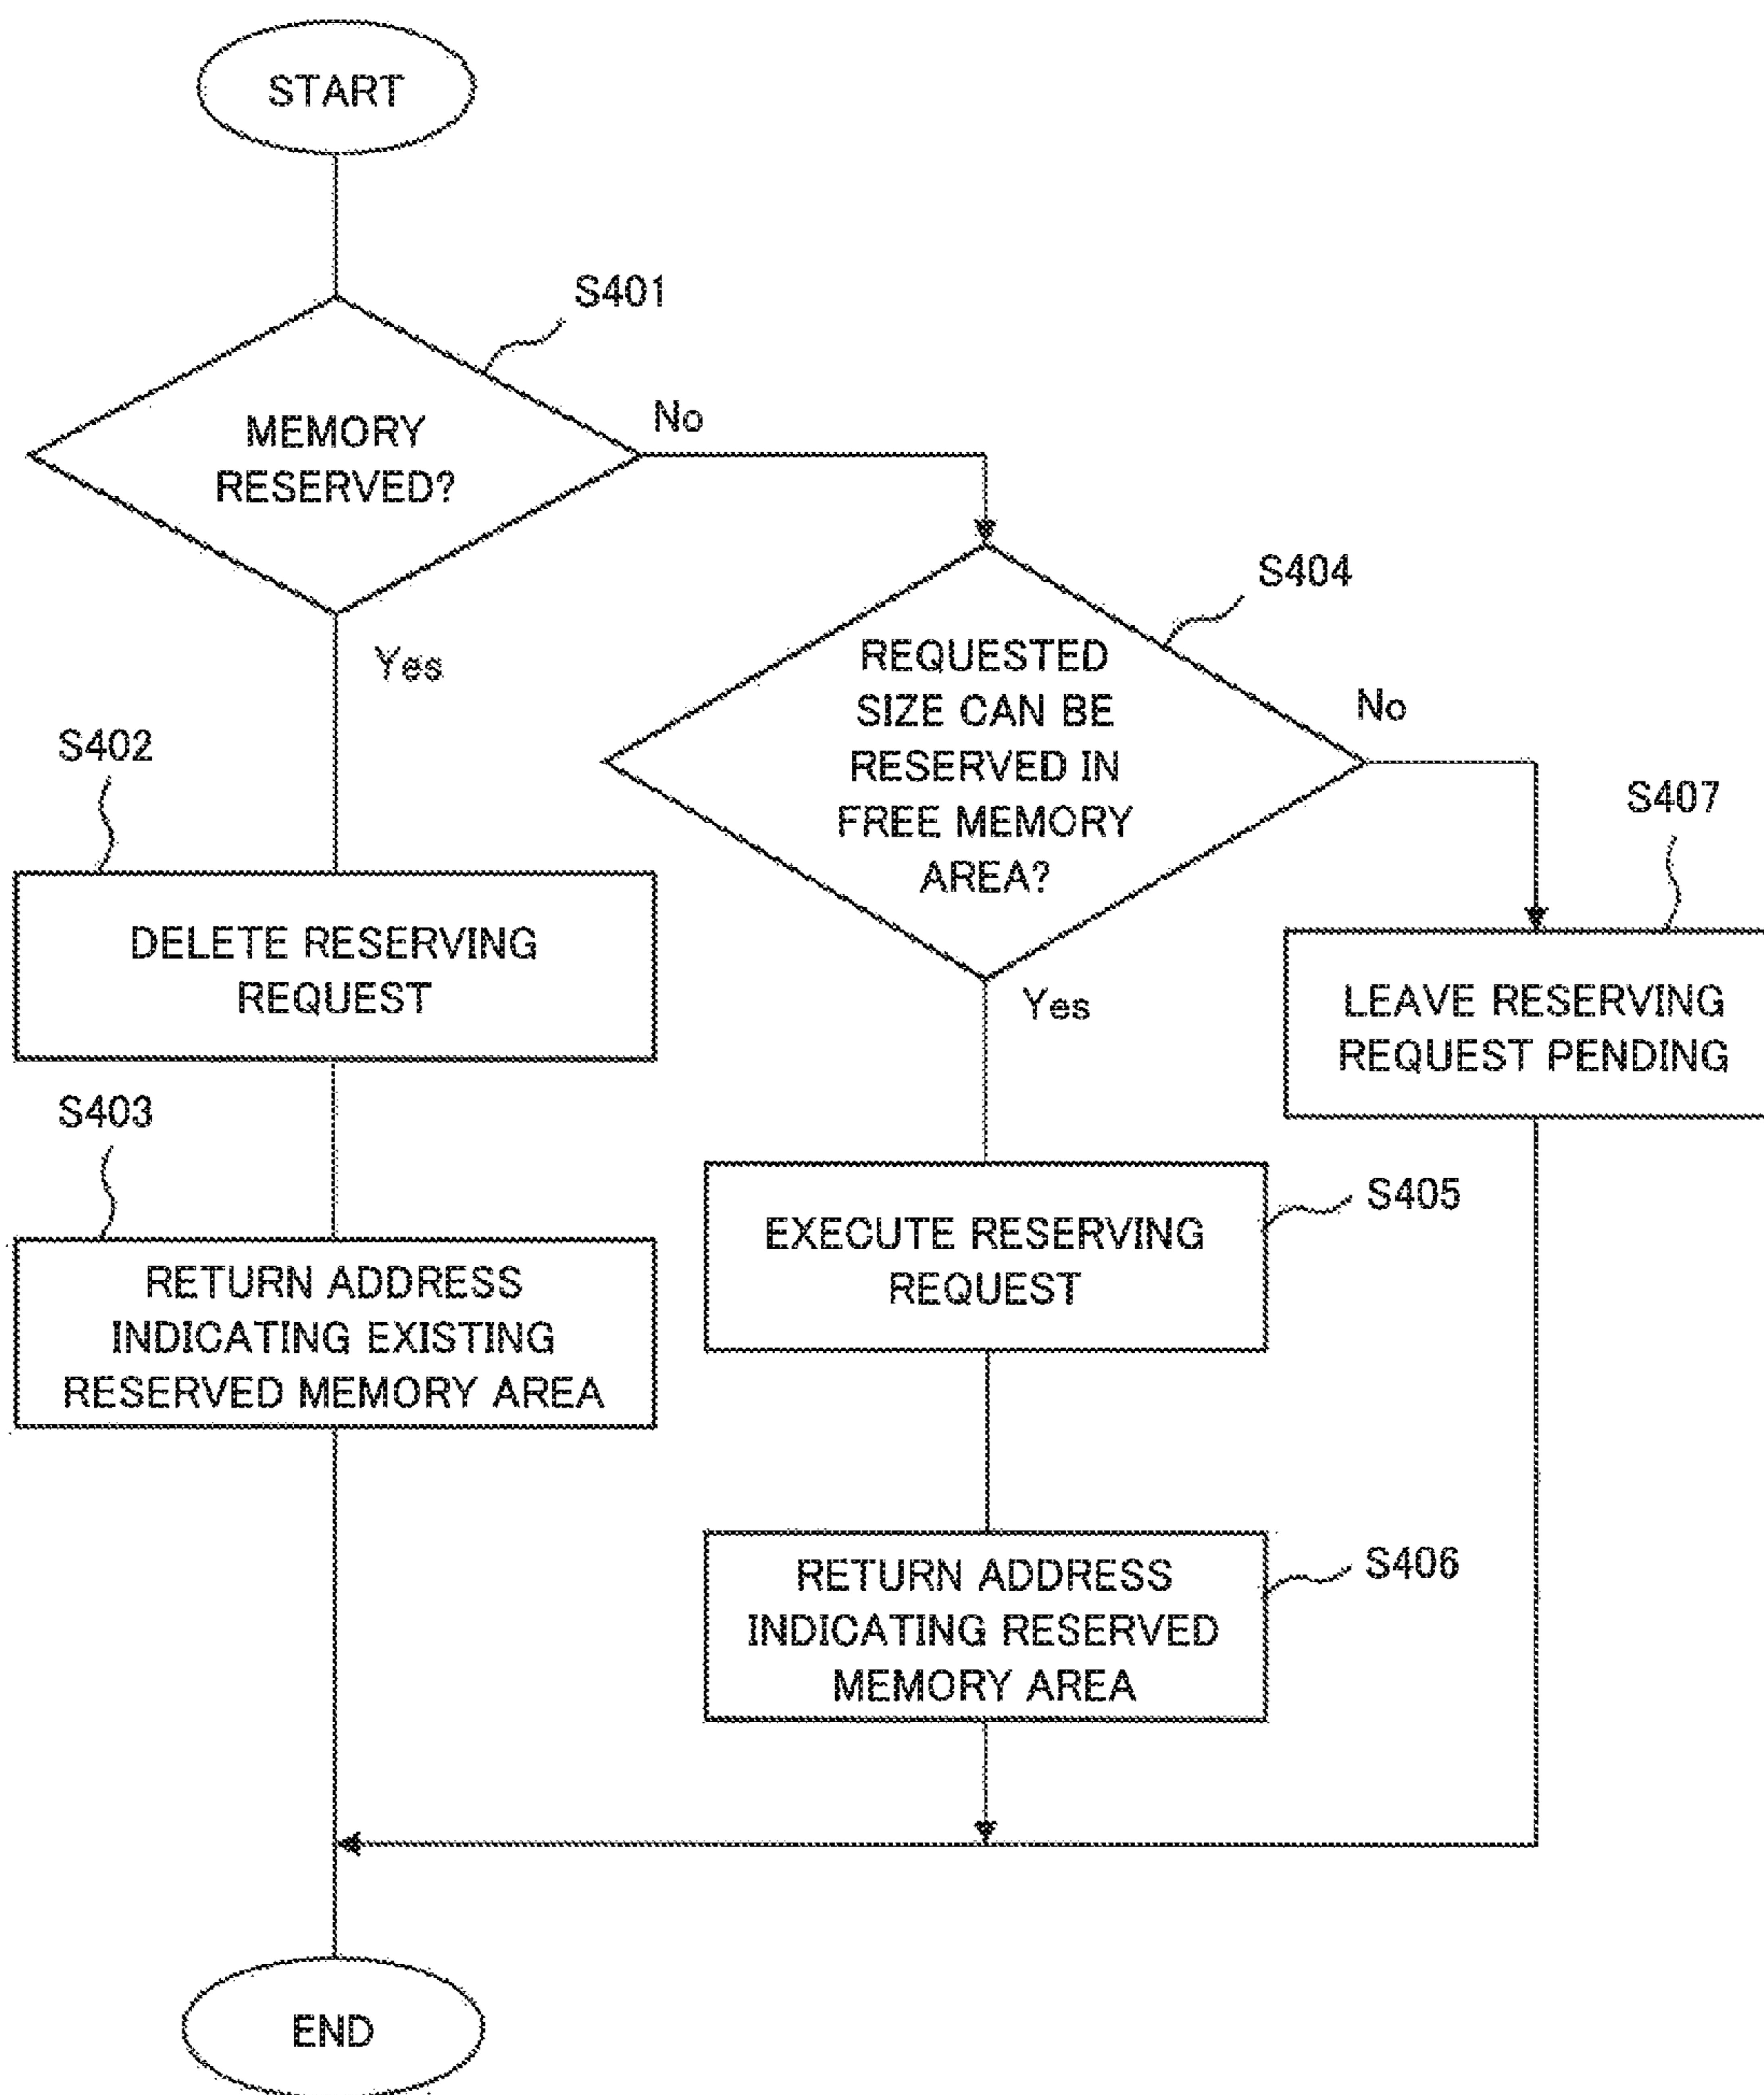 START
S401
MEMORY
RESERVED?
No
Yes
S404
REQUESTED
SIZE CAN BE
RESERVED IN
FREE MEMORY
AREA?
No
Yes
S402
DELETE RESERVING
REQUEST
S407
LEAVE RESERVING
REQUEST PENDING
S403
RETURN ADDRESS
INDICATING EXISTING
RESERVED MEMORY AREA
S405
EXECUTE RESERVING
REQUEST
S406
RETURN ADDRESS
INDICATING RESERVED
MEMORY AREA
END